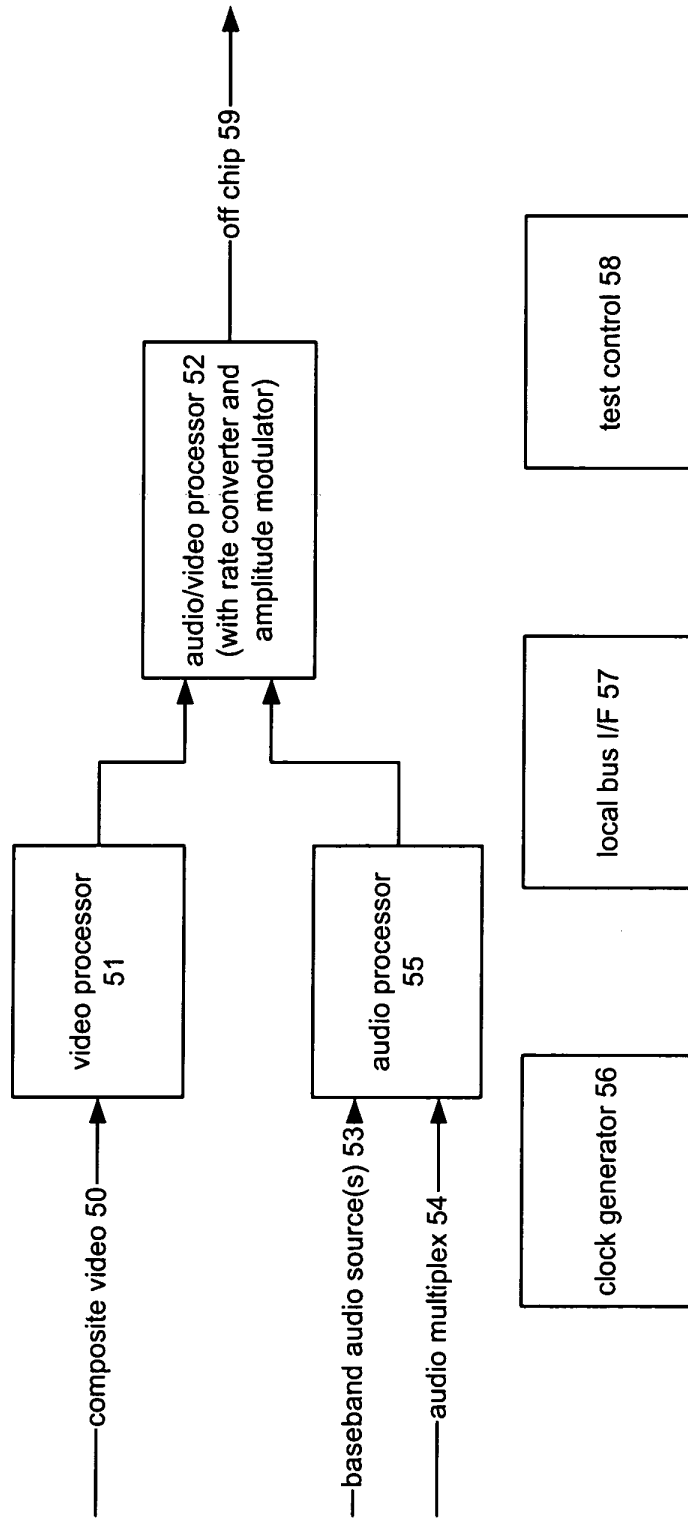 composite video 50
video processor
51
baseband audio source(s) 53
audio multiplex 54
audio processor
55
audio/video processor 52
(with rate converter and
amplitude modulator)
off chip 59
clock generator 56
local bus I/F 57
test control 58